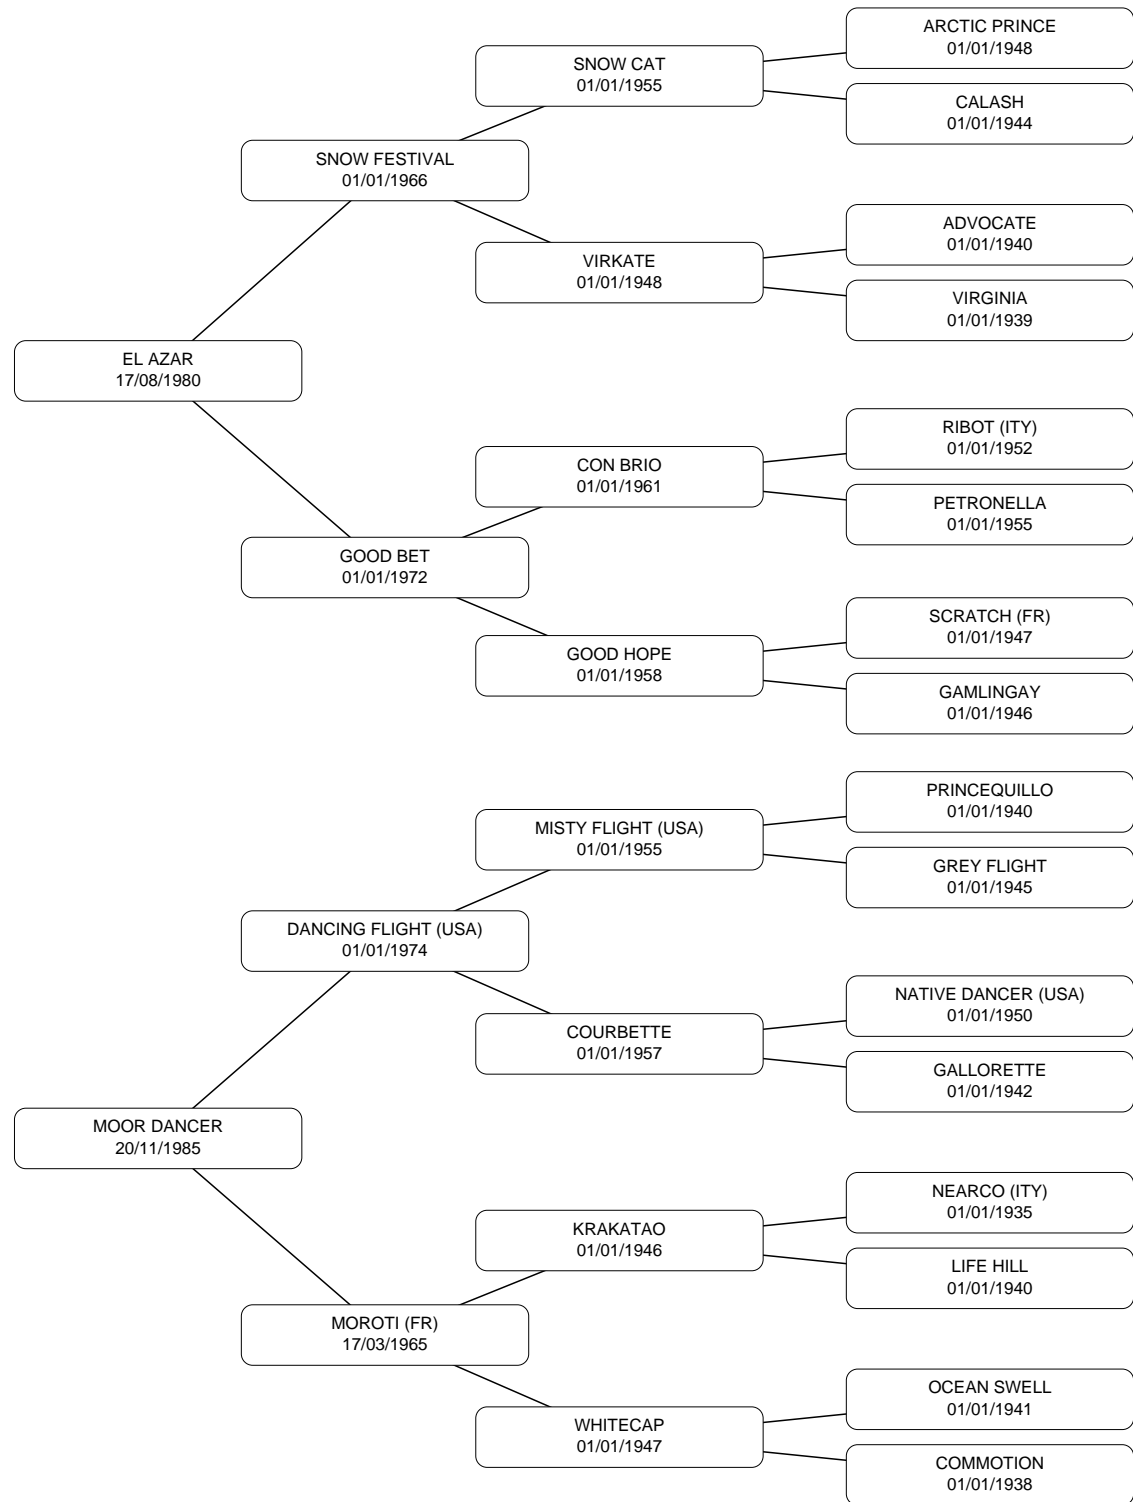 ARCTIC PRINCE
01/01/1948
SNOW CAT
01/01/1955
CALASH
01/01/1944
SNOW FESTIVAL
01/01/1966
ADVOCATE
01/01/1940
VIRKATE
01/01/1948
VIRGINIA
01/01/1939
EL AZAR
17/08/1980
RIBOT (ITY)
01/01/1952
CON BRIO
01/01/1961
PETRONELLA
01/01/1955
GOOD BET
01/01/1972
SCRATCH (FR)
01/01/1947
GOOD HOPE
01/01/1958
GAMLINGAY
01/01/1946
PRINCEQUILLO
01/01/1940
MISTY FLIGHT (USA)
01/01/1955
GREY FLIGHT
01/01/1945
DANCING FLIGHT (USA)
01/01/1974
NATIVE DANCER (USA)
01/01/1950
COURBETTE
01/01/1957
GALLORETTE
01/01/1942
MOOR DANCER
20/11/1985
NEARCO (ITY)
01/01/1935
KRAKATAO
01/01/1946
LIFE HILL
01/01/1940
MOROTI (FR)
17/03/1965
OCEAN SWELL
01/01/1941
WHITECAP
01/01/1947
COMMOTION
01/01/1938